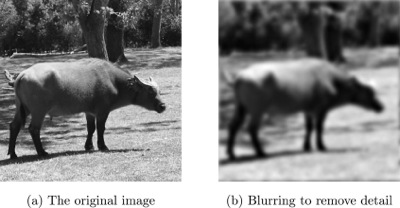 (a) The original image
(b) Blurring to remove detail